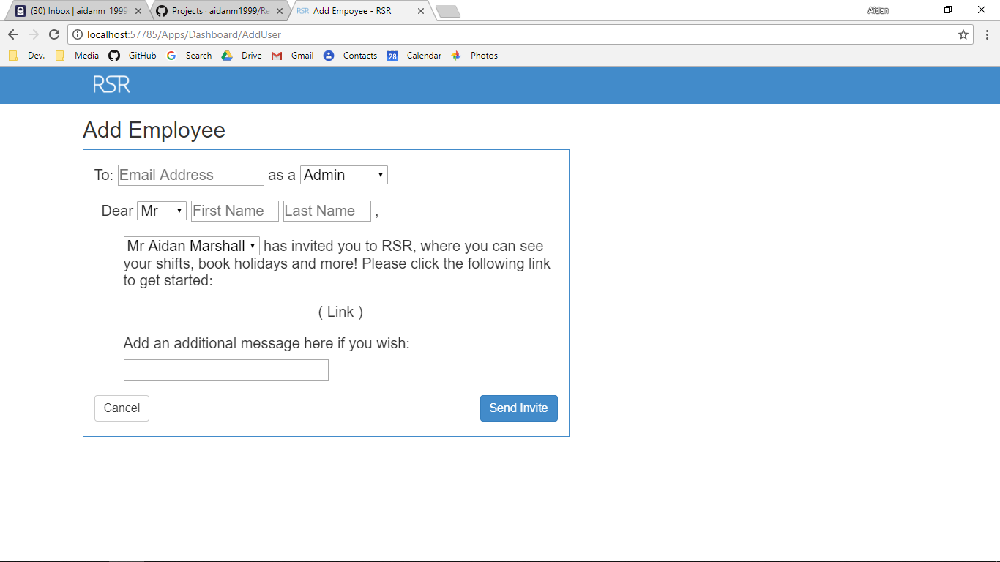 (30) Inbox | aidanm_1999
Projects · aidanm1999/Re
RSR Add Empoyee - RSR
Aidan
localhost:57785/Apps/Dashboard/AddUser
Dev. Media GitHub Search Drive Gmail Contacts 28 Calendar Photos
RSR
Add Employee
To: Email Address as a Admin
Dear Mr First Name Last Name ,
Mr Aidan Marshall has invited you to RSR, where you can see
your shifts, book holidays and more! Please click the following link
to get started:
( Link )
Add an additional message here if you wish:
Cancel Send Invite